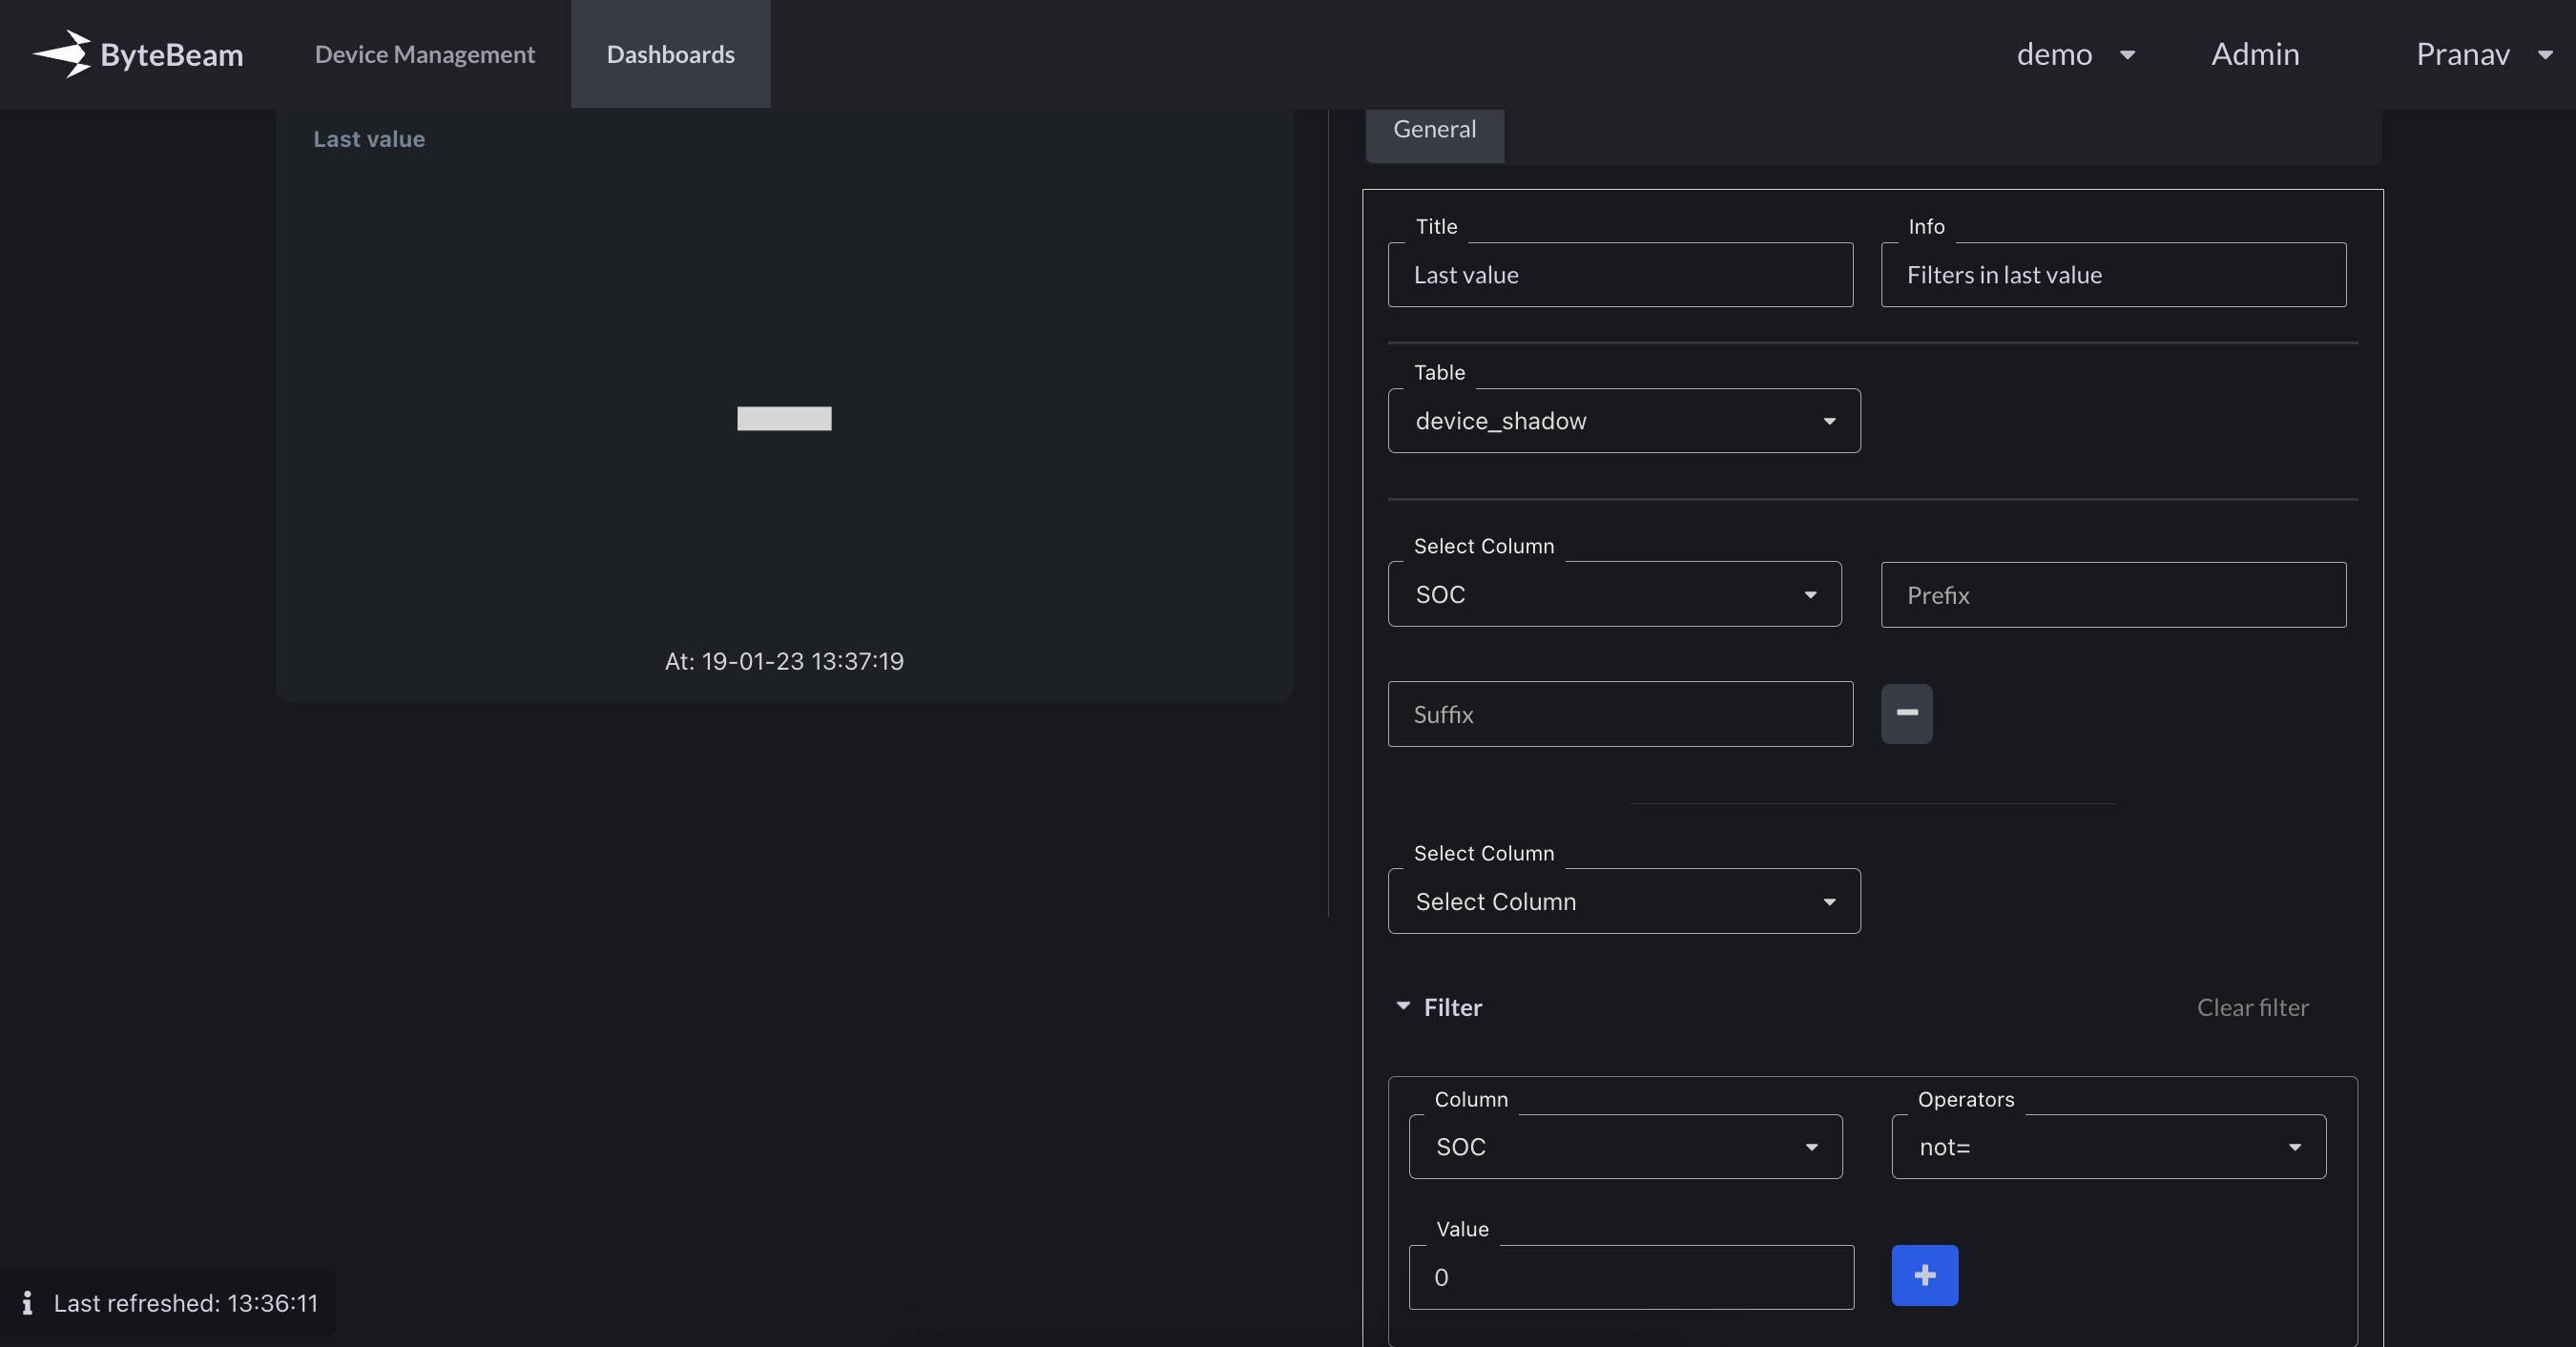 ByteBeam Device Management Dashboards demo Admin Pranav
Last value
At: 19-01-23 13:37:19
General
Title Info
Last value Filters in last value
Table
device_shadow
Select Column
SOC Prefix
Suffix
Select Column
Select Column
Filter Clear filter
Column Operators
SOC not=
Value
0
Last refreshed: 13:36:11